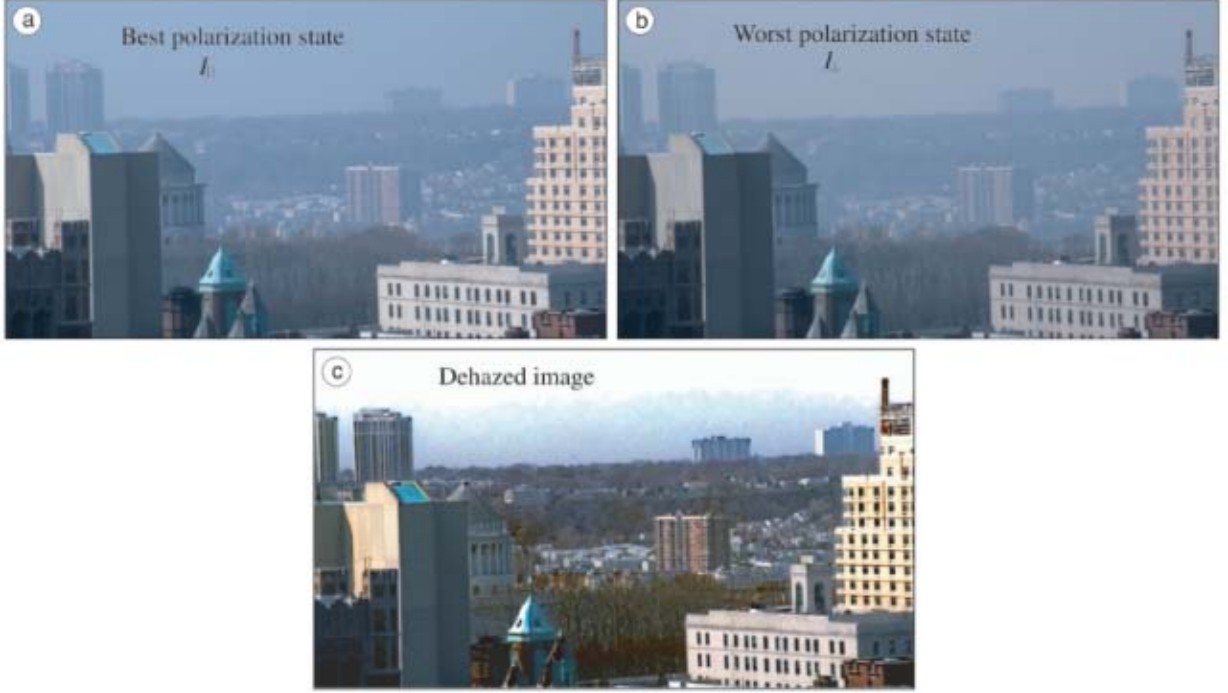 a
Best polarization state
I∥
b
Worst polarization state
I⊥
c
Dehazed image